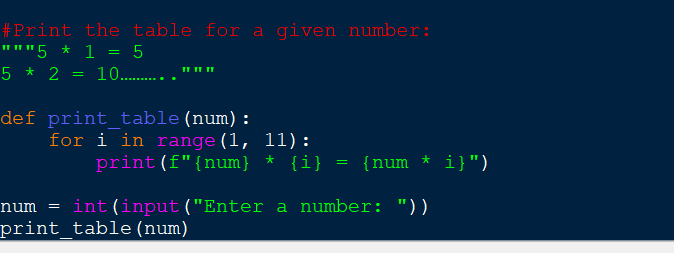 #Print the table for a given number:
"""5 * 1 = 5
5 * 2 = 10………..."""
def print_table(num):
    for i in range(1, 11):
        print(f"{num} * {i} = {num * i}")
num = int(input("Enter a number: "))
print_table(num)